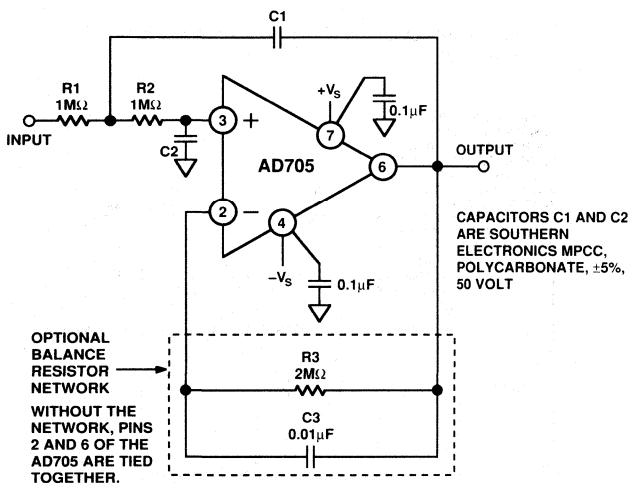 C1
R1
1MΩ
R2
1MΩ
INPUT
C2
3
+
+VS
0.1μF
7
AD705
6
OUTPUT
2
−
4
−VS
0.1μF
CAPACITORS C1 AND C2
ARE SOUTHERN
ELECTRONICS MPCC,
POLYCARBONATE, ±5%,
50 VOLT
OPTIONAL
BALANCE
RESISTOR
NETWORK
WITHOUT THE
NETWORK, PINS
2 AND 6 OF THE
AD705 ARE TIED
TOGETHER.
R3
2MΩ
C3
0.01μF